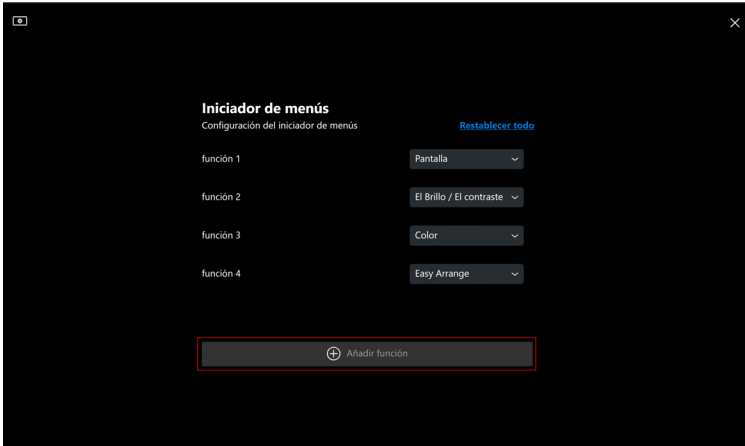 Iniciador de menús
Configuración del iniciador de menús Restablecer todo
función 1 Pantalla
función 2 El Brillo / El contraste
función 3 Color
función 4 Easy Arrange
Añadir función